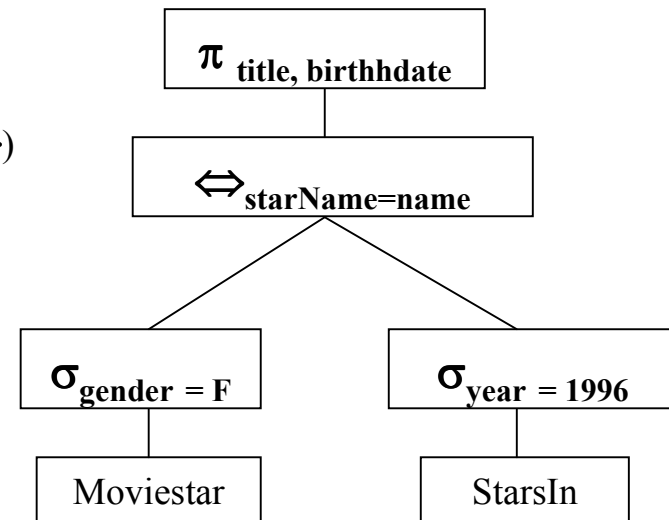 π title, birthhdate
)
⇔starName=name
σgender = F
σyear = 1996
Moviestar
StarsIn